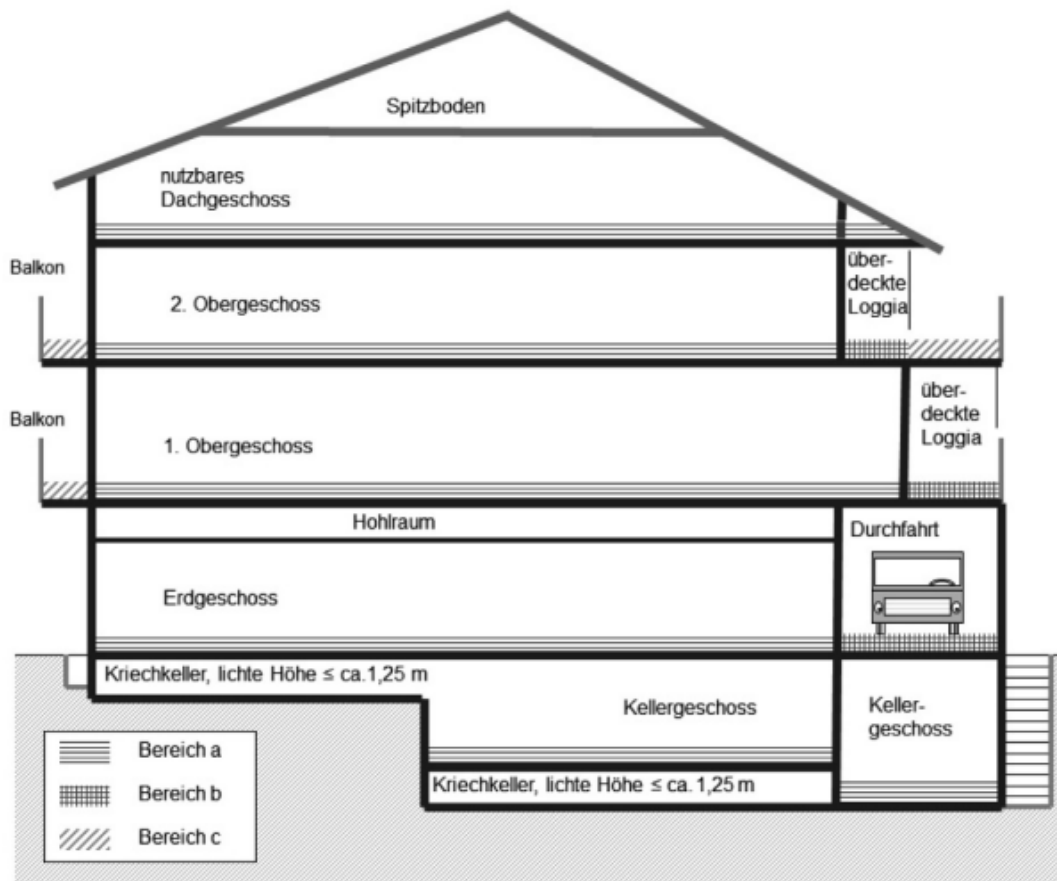 Spitzboden
nutzbares
Dachgeschoss
Balkon
2. Obergeschoss
über-
deckte
Loggia
Balkon
1. Obergeschoss
über-
deckte
Loggia
Hohlraum
Durchfahrt
Erdgeschoss
Kriechkeller, lichte Höhe ≤ ca.1,25 m
Kellergeschoss
Keller-
geschoss
Kriechkeller, lichte Höhe ≤ ca. 1,25 m
Bereich a
Bereich b
Bereich c